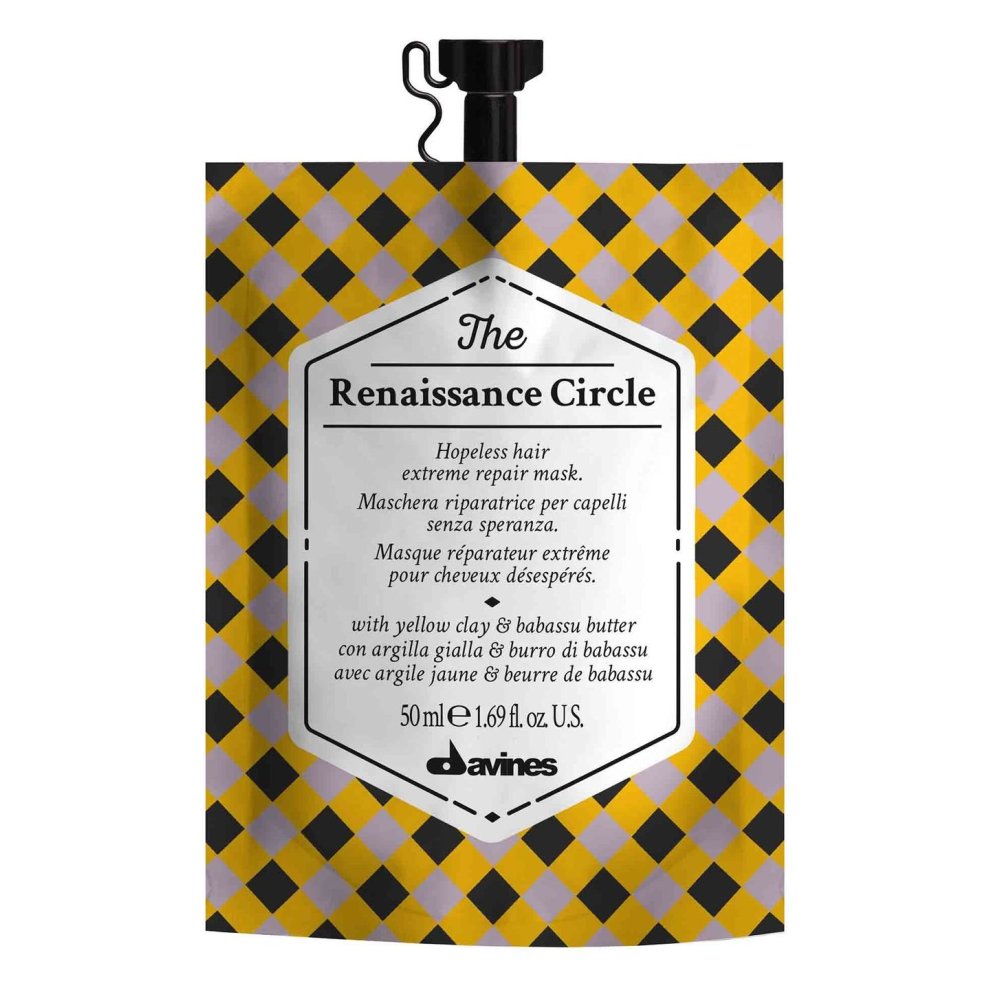 The
Renaissance Circle
Hopeless hair
extreme repair mask.
Maschera riparatrice per capelli
senza speranza.
Masque réparateur extrême
pour cheveux désespérés.
with yellow clay & babassu butter
con argilla gialla & burro di babassu
avec argile jaune & beurre de babassu
50 ml ℮ 1.69 fl. oz. U.S.
davines